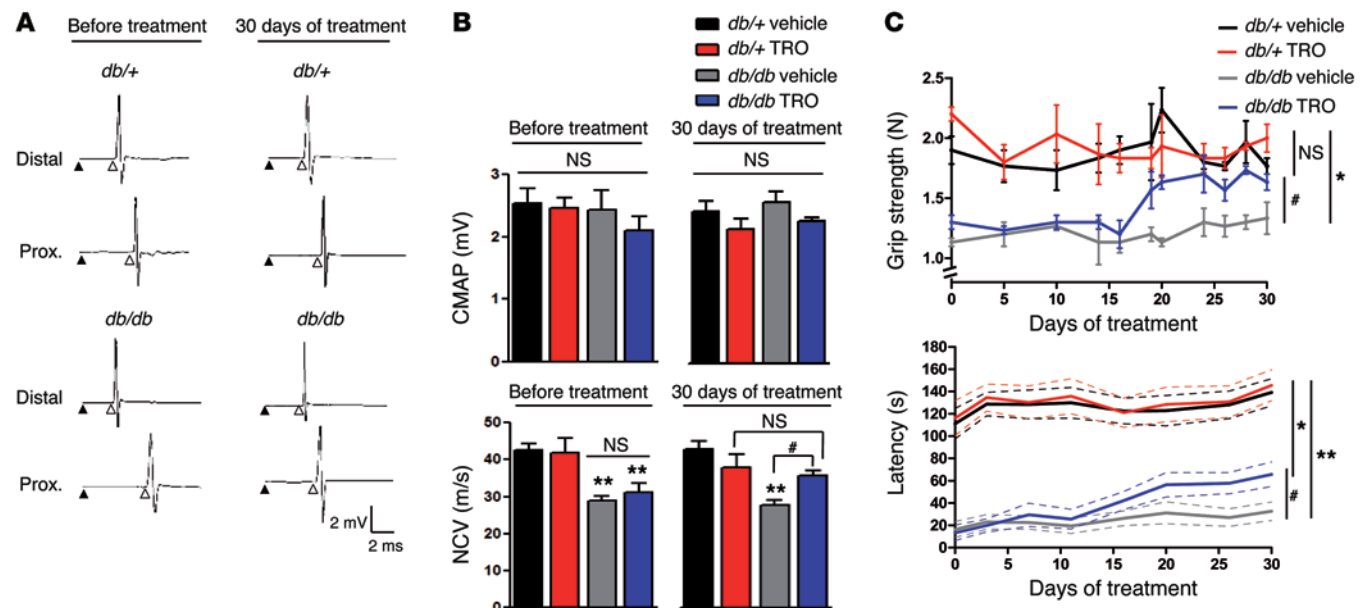 A
Before treatment 30 days of treatment
db/+ db/+
Distal
Prox.
db/db db/db
Distal
Prox.
2 mV
2 ms
B
db/+ vehicle
db/+ TRO
db/db vehicle
db/db TRO
Before treatment 30 days of treatment
NS NS
CMAP (mV)
3
2
1
0
Before treatment 30 days of treatment
NS NS
#
** ** **
NCV (m/s)
50
40
30
20
10
0
C
db/+ vehicle
db/+ TRO
db/db vehicle
db/db TRO
Grip strength (N)
2.5
2.0
1.5
1.0
NS
*
#
0 5 10 15 20 25 30
Days of treatment
Latency (s)
180
160
140
120
100
80
60
40
20
0
*
**
#
0 5 10 15 20 25 30
Days of treatment